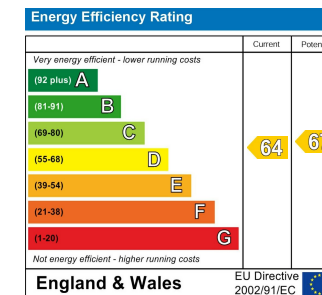 Energy Efficiency Rating
Current
Very energy efficient - lower running costs
(92 plus) A
(81-91) B
(69-80) C
(55-68) D
64
(39-54) E
(21-38) F
(1-20) G
Not energy efficient - higher running costs
England & Wales
EU Directive
2002/91/EC